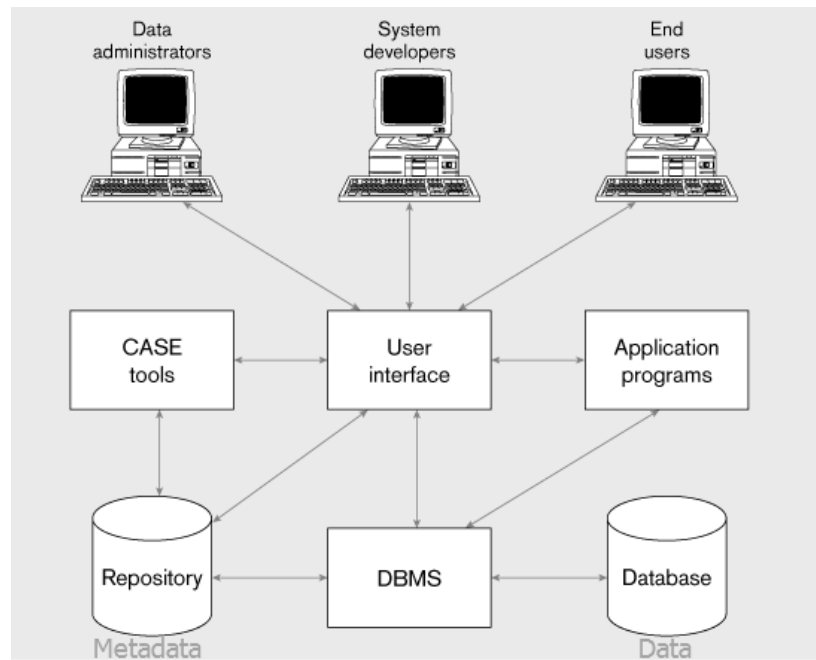 Data
administrators
System
developers
End
users
CASE
tools
User
interface
Application
programs
Repository
DBMS
Database
Metadata
Data